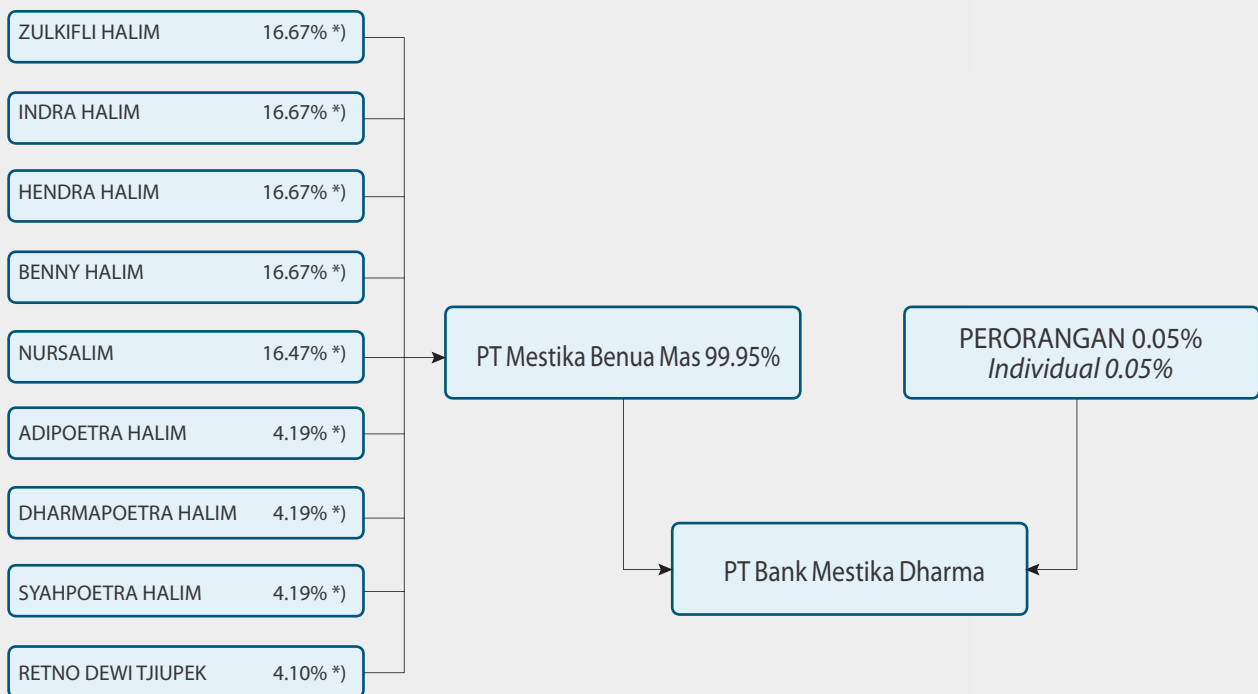 ZULKIFLI HALIM 16.67% *)
INDRA HALIM 16.67% *)
HENDRA HALIM 16.67% *)
BENNY HALIM 16.67% *)
NURSALIM 16.47% *)
ADIPOETRA HALIM 4.19% *)
DHARMAPOETRA HALIM 4.19% *)
SYAHPOETRA HALIM 4.19% *)
RETNO DEWI TJIUPEK 4.10% *)
PT Mestika Benua Mas 99.95%
PERORANGAN 0.05%
Individual 0.05%
PT Bank Mestika Dharma